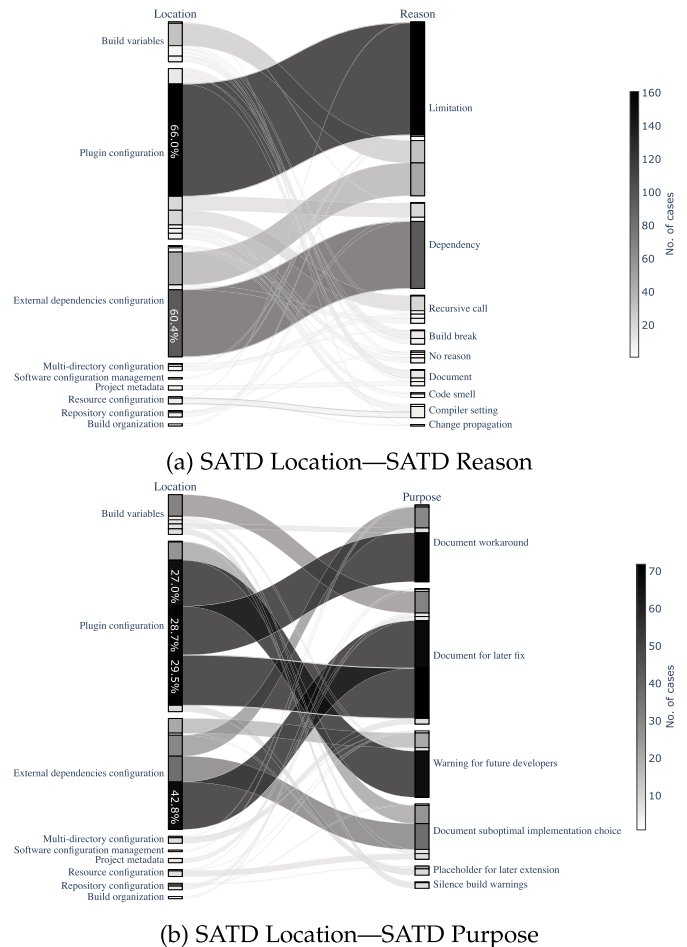 Location
Reason
Build variables
Limitation
Plugin configuration
66.0%
Dependency
External dependencies configuration
60.4%
Recursive call
Build break
No reason
Multi-directory configuration
Software configuration management
Document
Project metadata
Code smell
Resource configuration
Compiler setting
Repository configuration
Build organization
Change propagation
160
140
120
100
80
60
40
20
No. of cases
(a) SATD Location—SATD Reason
Location
Purpose
Build variables
Document workaround
27.0%
Plugin configuration
28.7%
29.5%
Document for later fix
External dependencies configuration
42.8%
Warning for future developers
Document suboptimal implementation choice
Multi-directory configuration
Software configuration management
Project metadata
Resource configuration
Placeholder for later extension
Repository configuration
Silence build warnings
Build organization
70
60
50
40
30
20
10
No. of cases
(b) SATD Location—SATD Purpose